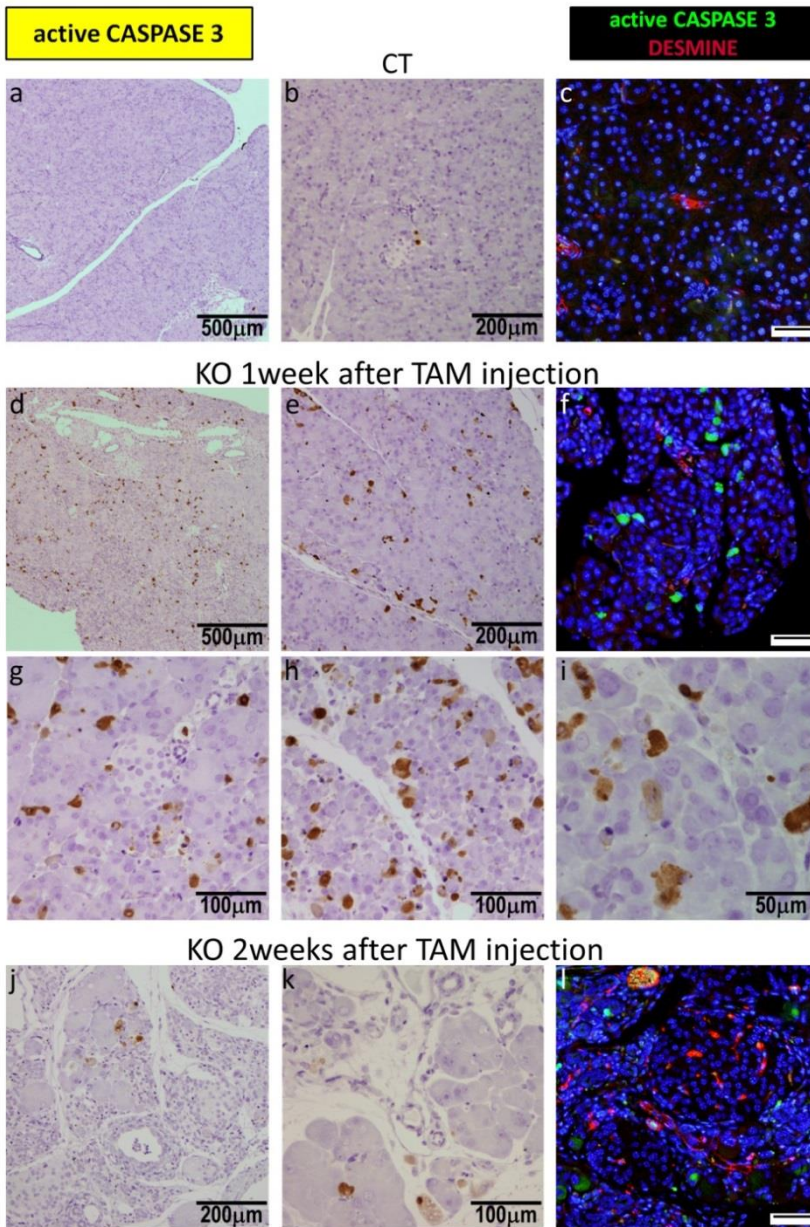 active CASPASE 3
active CASPASE 3
DESMINE
CT
a
b
c
500μm
200μm
KO 1week after TAM injection
d
e
f
500μm
200μm
g
h
i
100μm
100μm
50μm
KO 2weeks after TAM injection
j
k
l
200μm
100μm